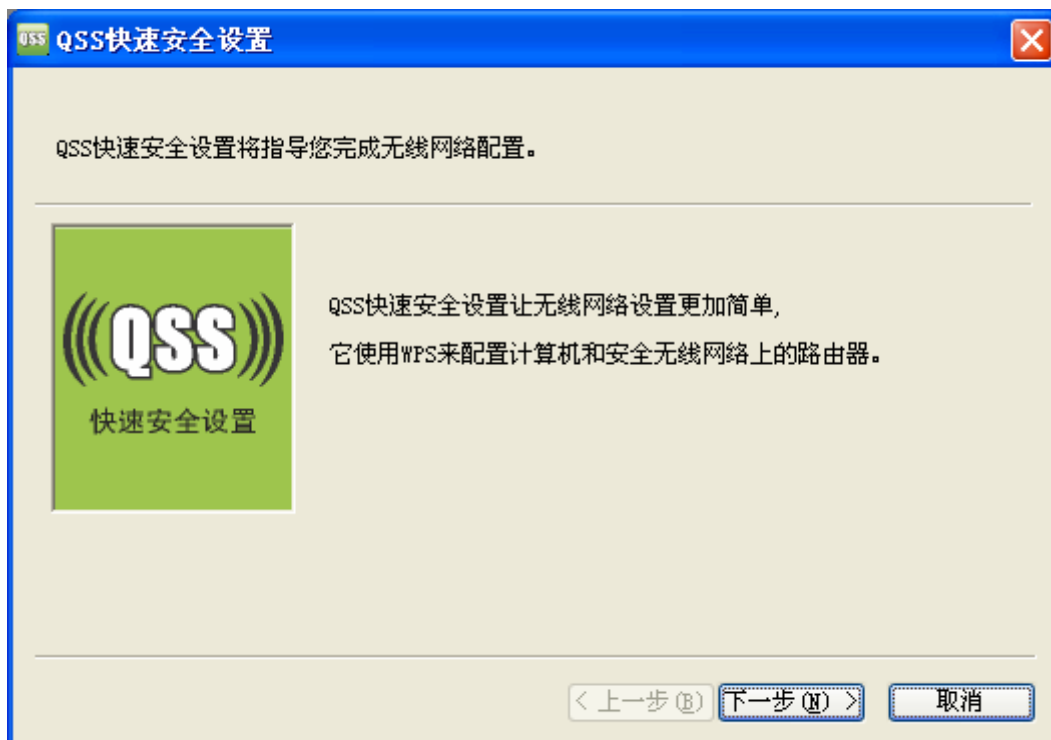 QSS QSS快速安全设置
QSS快速安全设置将指导您完成无线网络配置。
(((QSS)))
快速安全设置
QSS快速安全设置让无线网络设置更加简单,
它使用WPS来配置计算机和安全无线网络上的路由器。
< 上一步(B) 下一步(N) > 取消